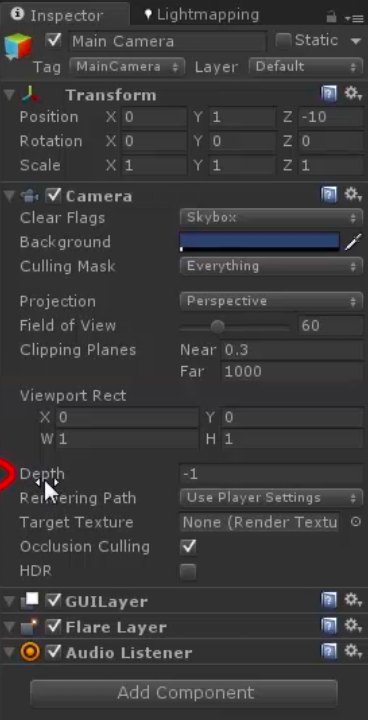 Inspector Lightmapping
Main Camera Static
Tag MainCamera Layer Default
Transform
Position X 0 Y 1 Z -10
Rotation X 0 Y 0 Z 0
Scale X 1 Y 1 Z 1
Camera
Clear Flags Skybox
Background
Culling Mask Everything
Projection Perspective
Field of View 60
Clipping Planes Near 0.3
Far 1000
Viewport Rect
X 0 Y 0
W 1 H 1
Depth -1
Rendering Path Use Player Settings
Target Texture None (Render Textu
Occlusion Culling
HDR
GUILayer
Flare Layer
Audio Listener
Add Component